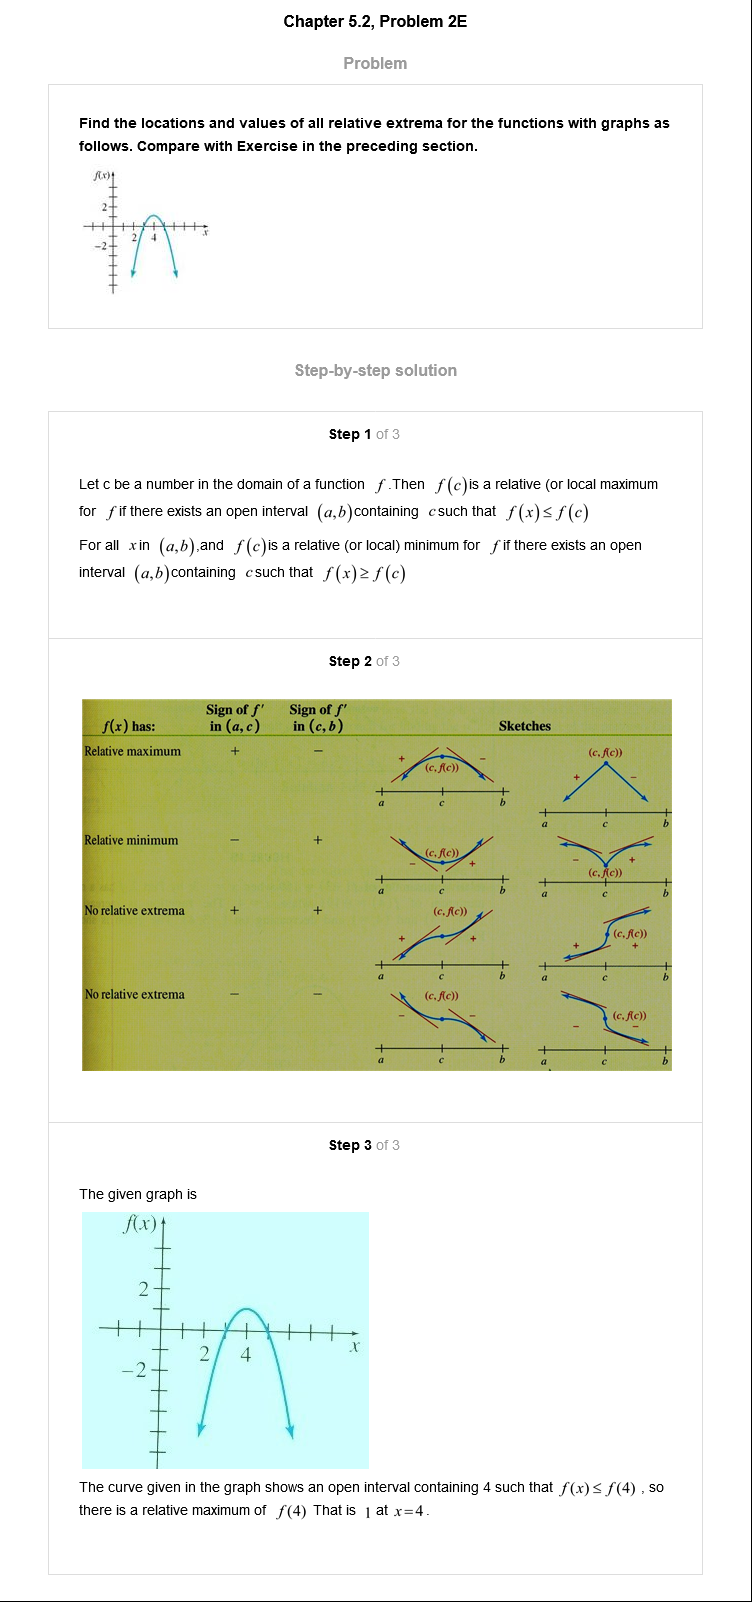 Chapter 5.2, Problem 2E
Problem
Find the locations and values of all relative extrema for the functions with graphs as
follows. Compare with Exercise in the preceding section.
f(x)
2
-2
2 4
x
Step-by-step solution
Step 1 of 3
Let c be a number in the domain of a function f .Then f(c)is a relative (or local maximum
for f if there exists an open interval (a,b)containing c such that f(x)≤f(c)
For all x in (a,b),and f(c)is a relative (or local) minimum for f if there exists an open
interval (a,b)containing c such that f(x)≥f(c)
Step 2 of 3
Sign of f′ Sign of f′
f(x) has: in (a, c) in (c, b) Sketches
Relative maximum + −
+ − (c, f(c)) a c b
(c, f(c)) + − a c b
Relative minimum − +
(c, f(c)) − + a c b
− + (c, f(c)) a c b
No relative extrema + +
(c, f(c)) + + a c b
(c, f(c)) + + a c b
No relative extrema − −
(c, f(c)) − − a c b
(c, f(c)) − − a c b
Step 3 of 3
The given graph is
f(x)
2
2 4
x
−2
The curve given in the graph shows an open interval containing 4 such that f(x)≤f(4) , so
there is a relative maximum of f(4) That is 1 at x=4.